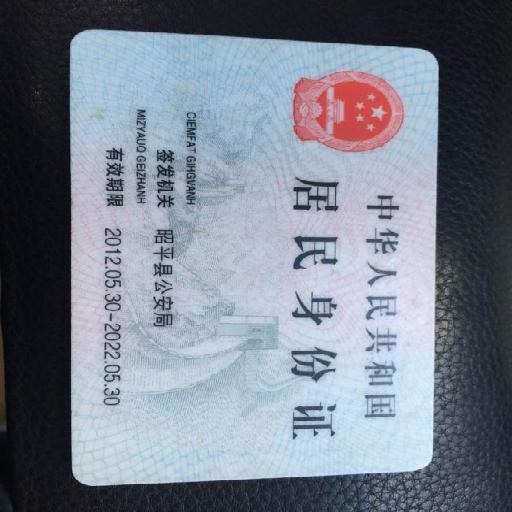 中华人民共和国
居民身份证
CIEMFAT GIHGVANH
签发机关 昭平县公安局
MIZYAUQ GEIZHANH
有效期限 2012.05.30-2022.05.30